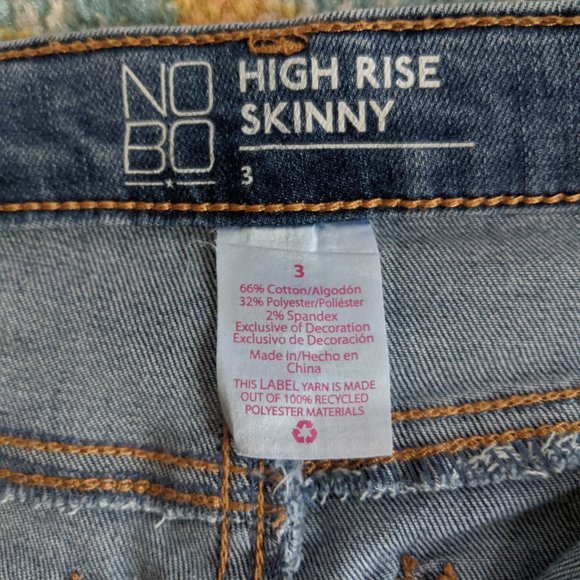 NO
BO
HIGH RISE
SKINNY
3
3
66% Cotton/Algodón
32% Polyester/Poliéster
2% Spandex
Exclusive of Decoration
Exclusivo de Decoración
Made in/Hecho en
China
THIS LABEL YARN IS MADE
OUT OF 100% RECYCLED
POLYESTER MATERIALS